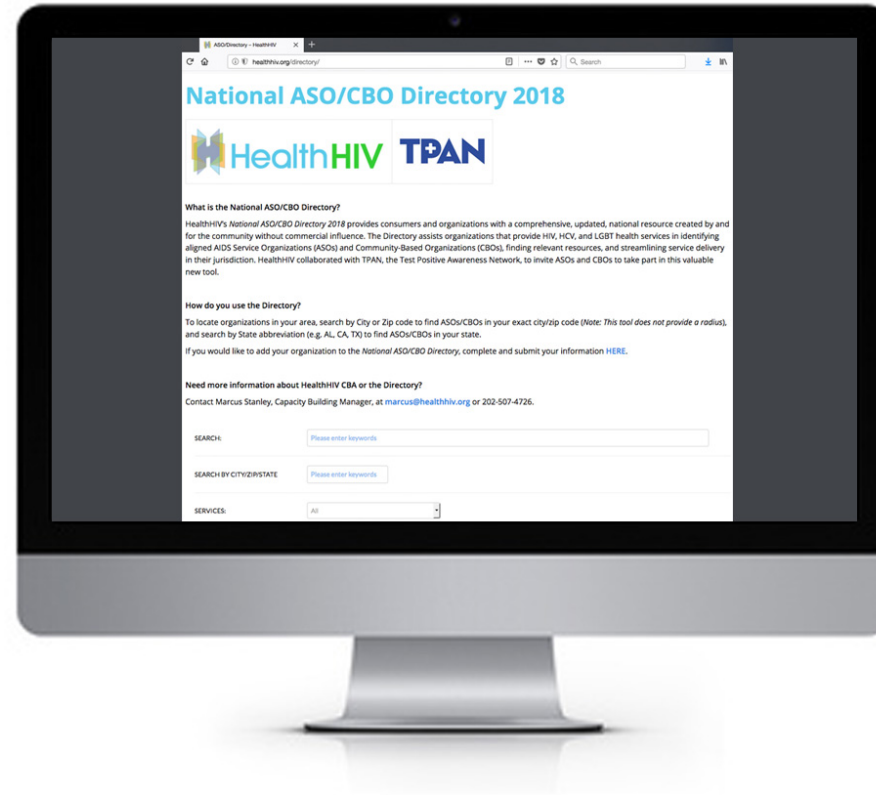 ASO/Directory – HealthHIV
healthhiv.org/directory/
Search
National ASO/CBO Directory 2018
HealthHIV TPAN
What is the National ASO/CBO Directory?
HealthHIV's National ASO/CBO Directory 2018 provides consumers and organizations with a comprehensive, updated, national resource created by and
for the community without commercial influence. The Directory assists organizations that provide HIV, HCV, and LGBT health services in identifying
aligned AIDS Service Organizations (ASOs) and Community-Based Organizations (CBOs), finding relevant resources, and streamlining service delivery
in their jurisdiction. HealthHIV collaborated with TPAN, the Test Positive Awareness Network, to invite ASOs and CBOs to take part in this valuable
new tool.
How do you use the Directory?
To locate organizations in your area, search by City or Zip code to find ASOs/CBOs in your exact city/zip code (Note: This tool does not provide a radius),
and search by State abbreviation (e.g. AL, CA, TX) to find ASOs/CBOs in your state.
If you would like to add your organization to the National ASO/CBO Directory, complete and submit your information HERE.
Need more information about HealthHIV CBA or the Directory?
Contact Marcus Stanley, Capacity Building Manager, at marcus@healthhiv.org or 202-507-4726.
SEARCH: Please enter keywords
SEARCH BY CITY/ZIP/STATE Please enter keywords
SERVICES: All